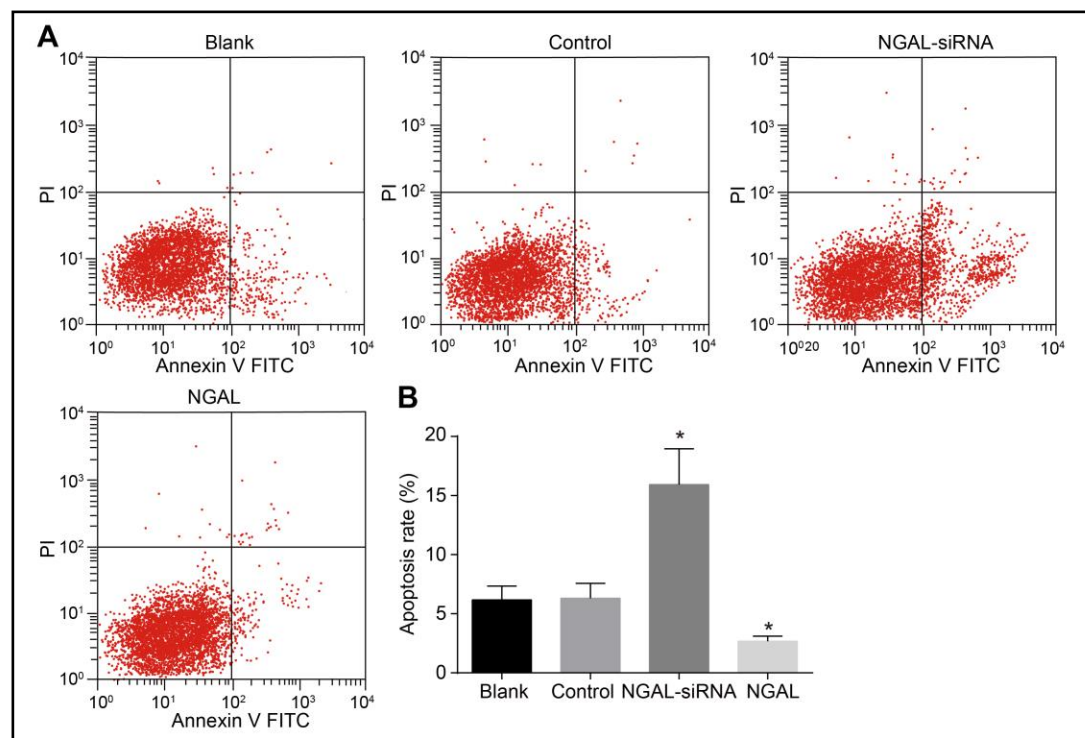 A
Blank
10⁴
10³
10²
10¹
10⁰
PI
10⁰ 10¹ 10² 10³ 10⁴
Annexin V FITC
Control
10⁴
10³
10²
10¹
10⁰
PI
10⁰ 10¹ 10² 10³ 10⁴
Annexin V FITC
NGAL-siRNA
10⁴
10³
10²
10¹
10⁰
PI
10⁰20 10¹ 10² 10³ 10⁴
Annexin V FITC
NGAL
10⁴
10³
10²
10¹
10⁰
PI
10⁰ 10¹ 10² 10³ 10⁴
Annexin V FITC
B
20
15
10
5
0
Apoptosis rate (%)
*
*
Blank Control NGAL-siRNA NGAL